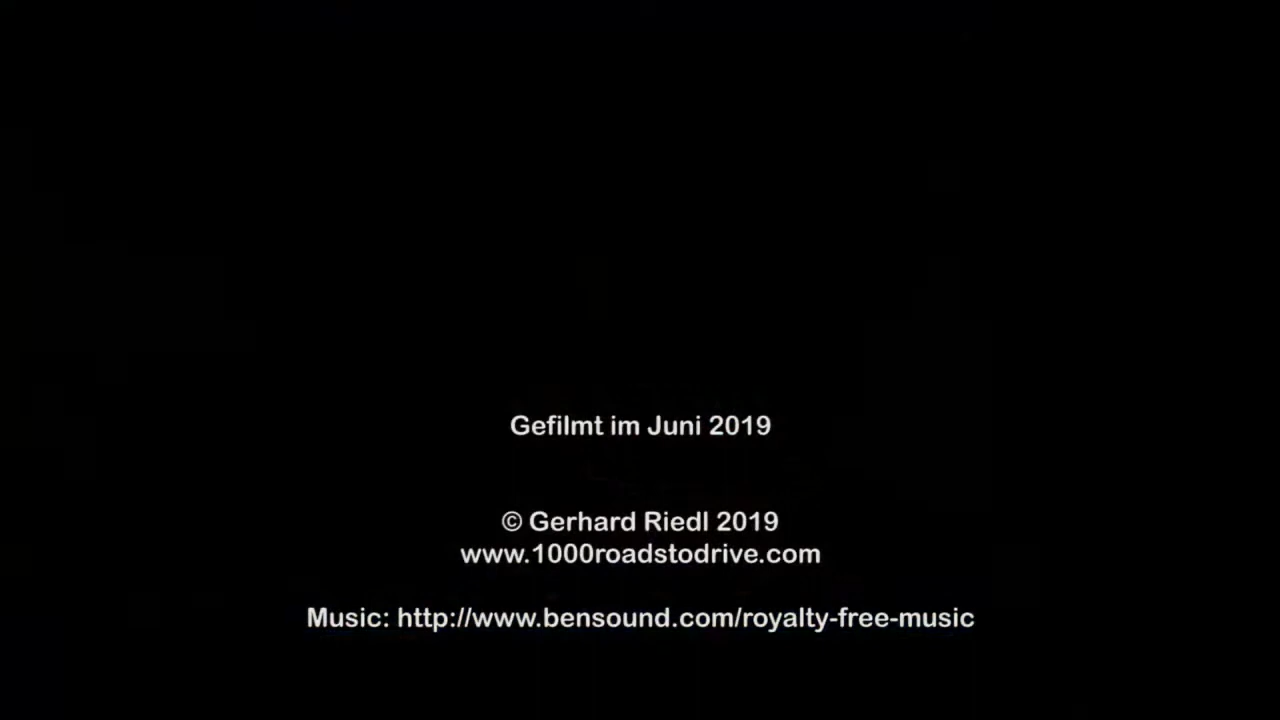 Gefilmt im Juni 2019
© Gerhard Riedl 2019
www.1000roadstodrive.com
Music: http://www.bensound.com/royalty-free-music